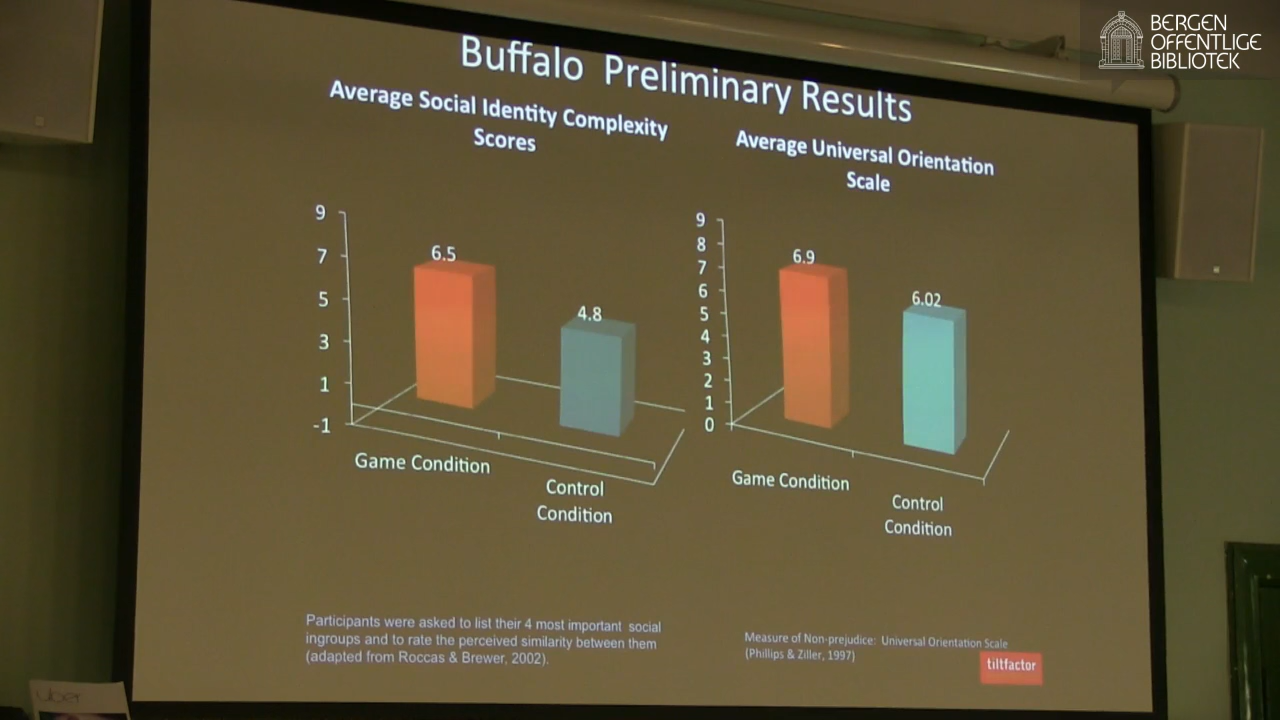 BERGEN
OFFENTLIGE
BIBLIOTEK
Buffalo Preliminary Results
Average Social Identity Complexity
Scores
9
7
5
3
1
-1
6.5
4.8
Game Condition
Control
Condition
Participants were asked to list their 4 most important social
ingroups and to rate the perceived similarity between them
(adapted from Roccas & Brewer, 2002).
Average Universal Orientation
Scale
9
8
7
6
5
4
3
2
1
0
6.9
6.02
Game Condition
Control
Condition
Measure of Non-prejudice: Universal Orientation Scale
(Phillips & Ziller, 1997)
tiltfactor
uber